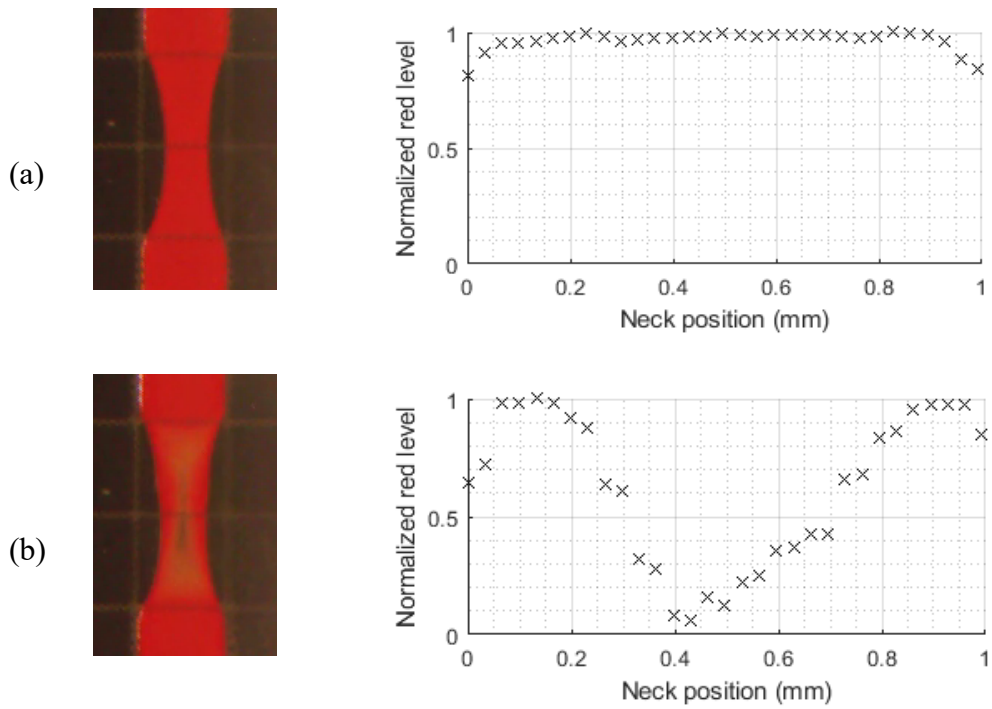 (a)
Normalized red level
1
0.5
0
0 0.2 0.4 0.6 0.8 1
Neck position (mm)
(b)
Normalized red level
1
0.5
0
0 0.2 0.4 0.6 0.8 1
Neck position (mm)